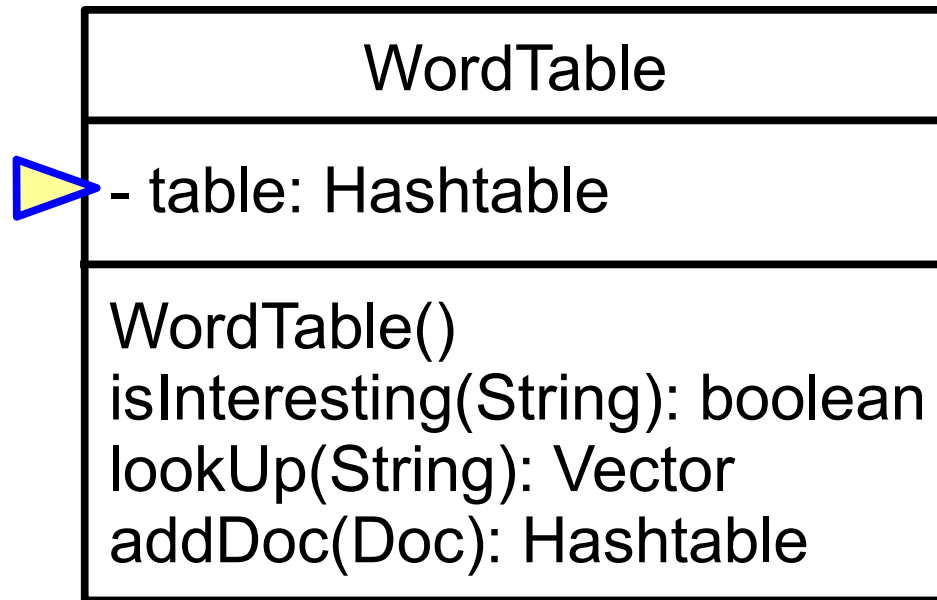 WordTable
- table: Hashtable
WordTable()
isInteresting(String): boolean
lookUp(String): Vector
addDoc(Doc): Hashtable